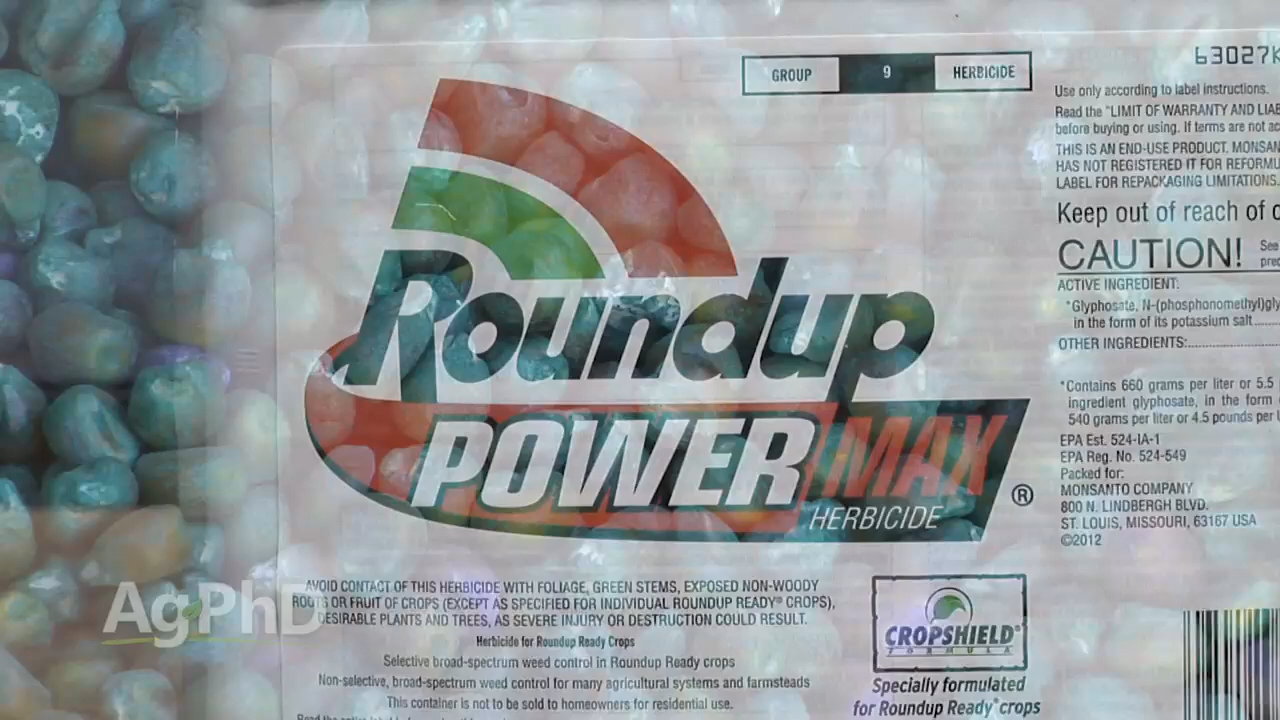 GROUP 9 HERBICIDE
63027
Roundup
POWER MAX
HERBICIDE ®
AVOID CONTACT OF THIS HERBICIDE WITH FOLIAGE, GREEN STEMS, EXPOSED NON-WOODY
ROOTS OR FRUIT OF CROPS (EXCEPT AS SPECIFIED FOR INDIVIDUAL ROUNDUP READY® CROPS),
DESIRABLE PLANTS AND TREES, AS SEVERE INJURY OR DESTRUCTION COULD RESULT.
Herbicide for Roundup Ready Crops
Selective broad-spectrum weed control in Roundup Ready crops
Non-selective, broad-spectrum weed control for many agricultural systems and farmsteads
This container is not to be sold to homeowners for residential use.
CROPSHIELD®
FORMULA
Specially formulated
for Roundup Ready® crops
Use only according to label instructions.
Read the "LIMIT OF WARRANTY AND
before buying or using. If terms are not
THIS IS AN END-USE PRODUCT.
HAS NOT REGISTERED IT FOR
LABEL FOR REPACKAGING LIMITATIONS.
Keep out of reach of
CAUTION! See
ACTIVE INGREDIENT:
*Glyphosate,
in the form of its potassium salt
OTHER INGREDIENTS:
*Contains 660 grams per liter or 5.5
ingredient glyphosate, in the form
540 grams per liter or 4.5 pounds per
EPA Est. 524-IA-1
EPA Reg. No. 524-549
Packed for:
MONSANTO COMPANY
800 N. LINDBERGH BLVD.
ST. LOUIS, MISSOURI, 63167 USA
©2012
AgPhD